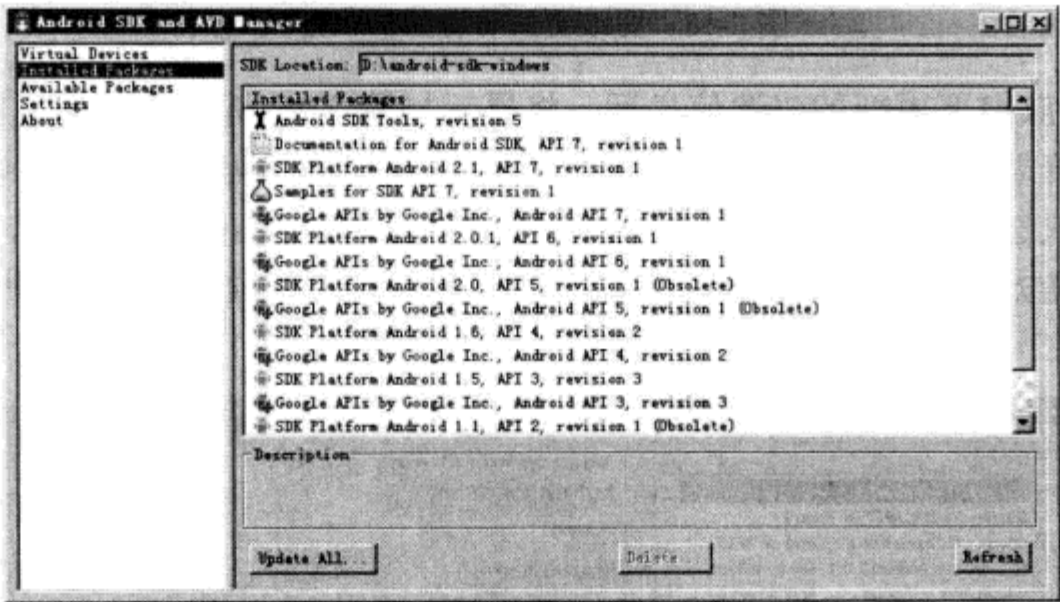 Android SDK and AVD Manager
Virtual Devices
Installed Packages
Available Packages
Settings
About
SDK Location: D:\android-sdk-windows
Installed Packages
Android SDK Tools, revision 5
Documentation for Android SDK, API 7, revision 1
SDK Platform Android 2.1, API 7, revision 1
Samples for SDK API 7, revision 1
Google APIs by Google Inc., Android API 7, revision 1
SDK Platform Android 2.0.1, API 6, revision 1
Google APIs by Google Inc., Android API 6, revision 1
SDK Platform Android 2.0, API 5, revision 1 (Obsolete)
Google APIs by Google Inc., Android API 5, revision 1 (Obsolete)
SDK Platform Android 1.6, API 4, revision 2
Google APIs by Google Inc., Android API 4, revision 2
SDK Platform Android 1.5, API 3, revision 3
Google APIs by Google Inc., Android API 3, revision 3
SDK Platform Android 1.1, API 2, revision 1 (Obsolete)
Description
Update All...
Delete...
Refresh